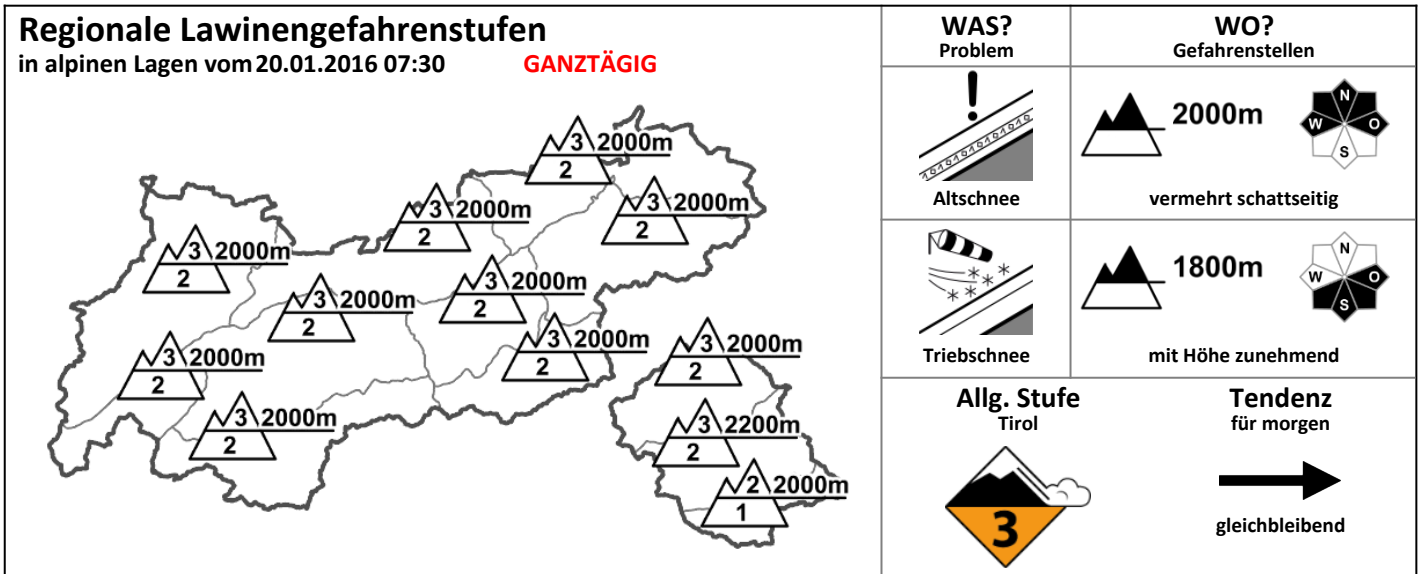 Regionale Lawinengefahrenstufen
in alpinen Lagen vom 20.01.2016 07:30 GANZTÄGIG
3 2000m
2
3 2000m
2
3 2000m
2
3 2000m
2
3 2000m
2
3 2000m
2
3 2000m
2
3 2000m
2
3 2000m
2
3 2000m
2
3 2000m
2
3 2200m
2
2 2000m
1
WAS?
Problem
WO?
Gefahrenstellen
!
2000m
N
W O
S
Altschnee
vermehrt schattseitig
1800m
N
W O
S
Triebschnee
mit Höhe zunehmend
Allg. Stufe
Tirol
3
Tendenz
für morgen
gleichbleibend